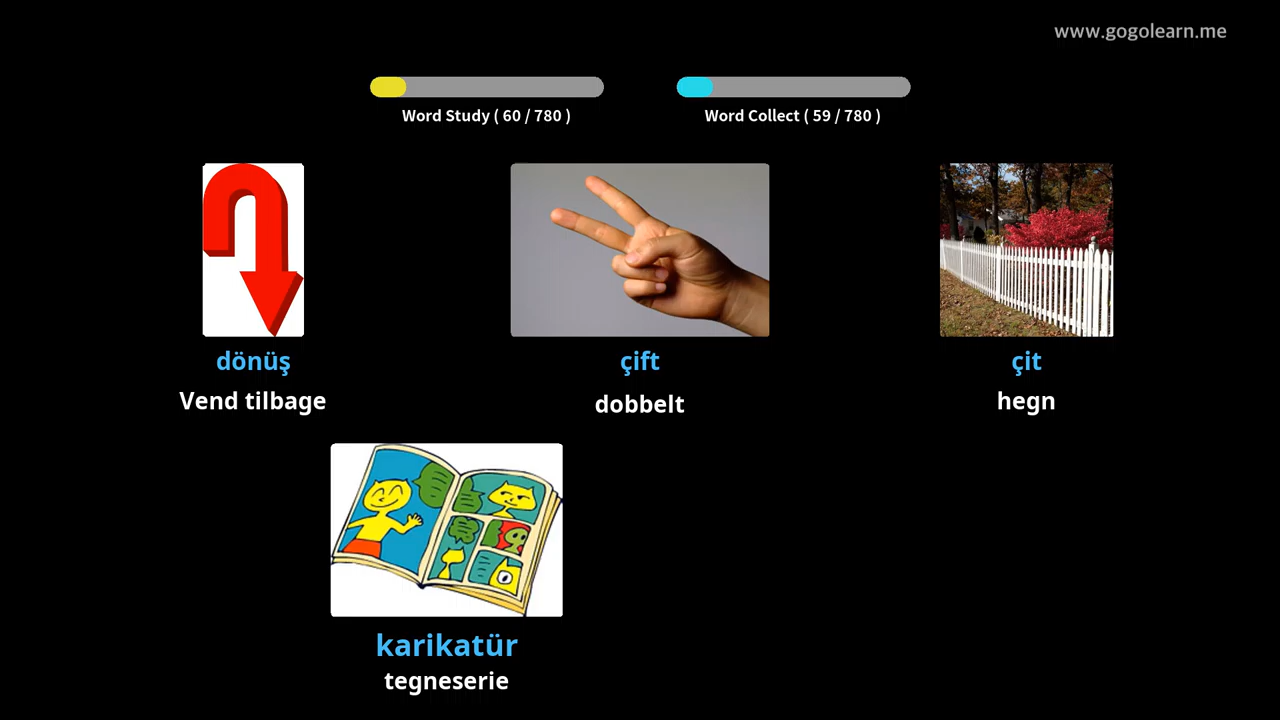 www.gogolearn.me
Word Study ( 60 / 780 )
Word Collect ( 59 / 780 )
dönüş
Vend tilbage
çift
dobbelt
çit
hegn
karikatür
tegneserie